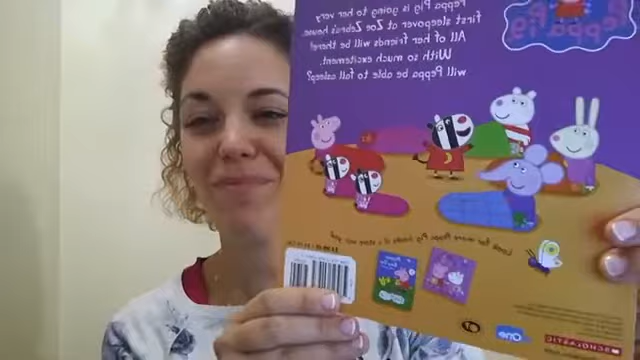 Peppa Pig
Peppa Pig is going to her very
first sleepover at Zoe Zebra's house.
All of her friends will be there!
With so much excitement,
will Peppa be able to fall asleep?
Look for more Peppa Pig books at a store near you!
one
SCHOLASTIC